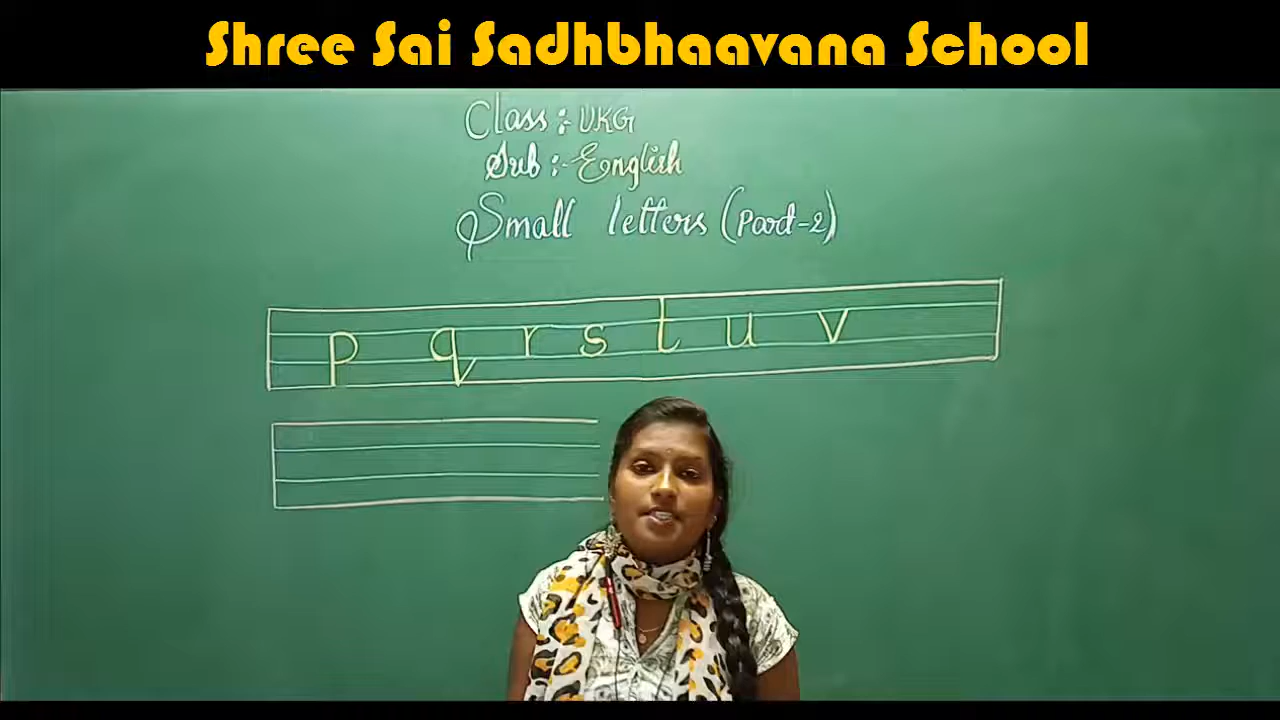 Shree Sai Sadhbhaavana School
Class :- UKG
Sub :- English
Small letters (Part-2)
p q r s t u v